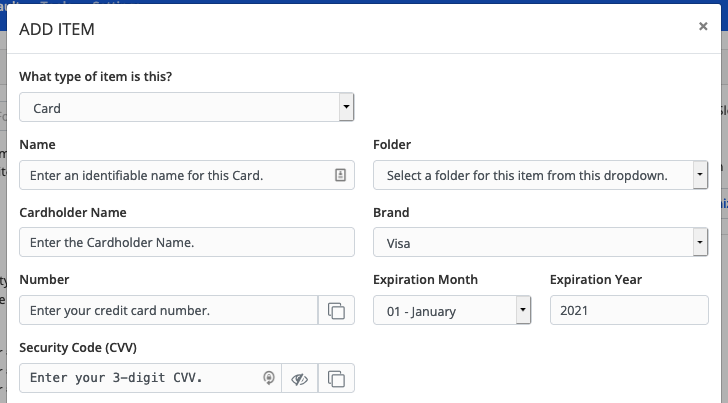 ADD ITEM ×
What type of item is this?
Card
Name Folder
Enter an identifiable name for this Card. Select a folder for this item from this dropdown.
Cardholder Name Brand
Enter the Cardholder Name. Visa
Number Expiration Month Expiration Year
Enter your credit card number. 01 - January 2021
Security Code (CVV)
Enter your 3-digit CVV.